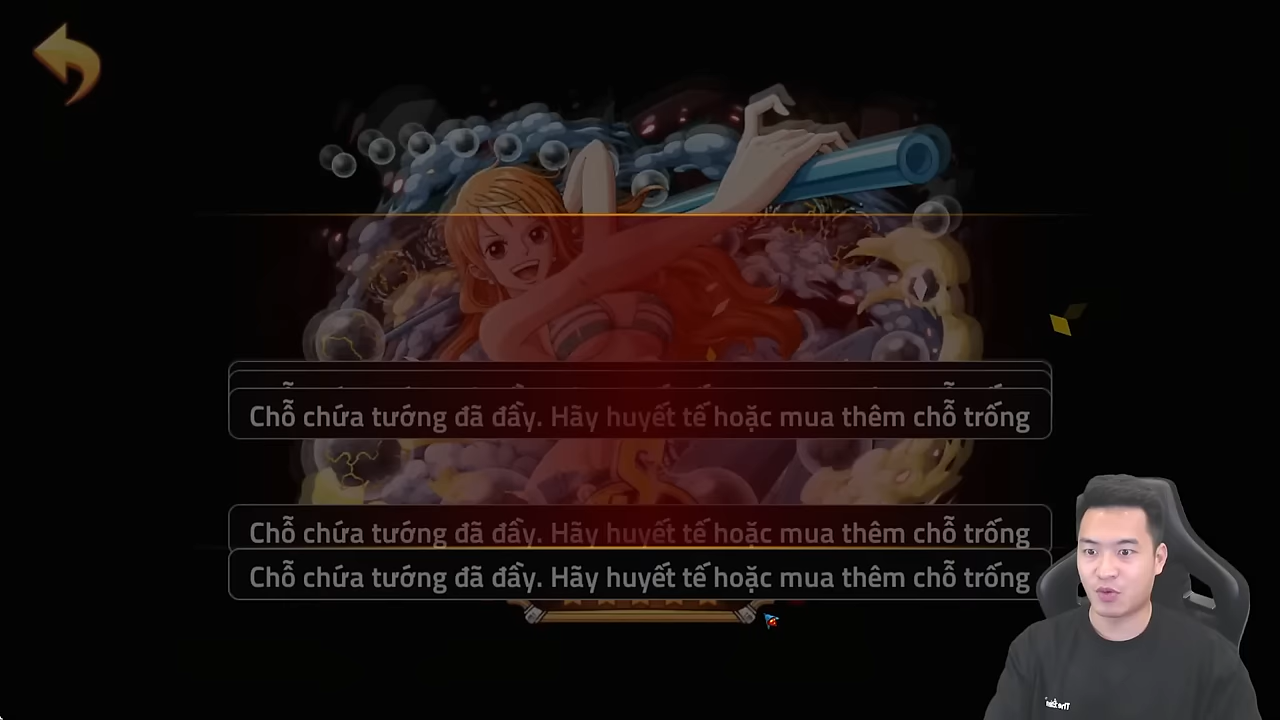 Chỗ chứa tướng đã đầy. Hãy huyết tế hoặc mua thêm chỗ trống
Chỗ chứa tướng đã đầy. Hãy huyết tế hoặc mua thêm chỗ trống
Chỗ chứa tướng đã đầy. Hãy huyết tế hoặc mua thêm chỗ trống